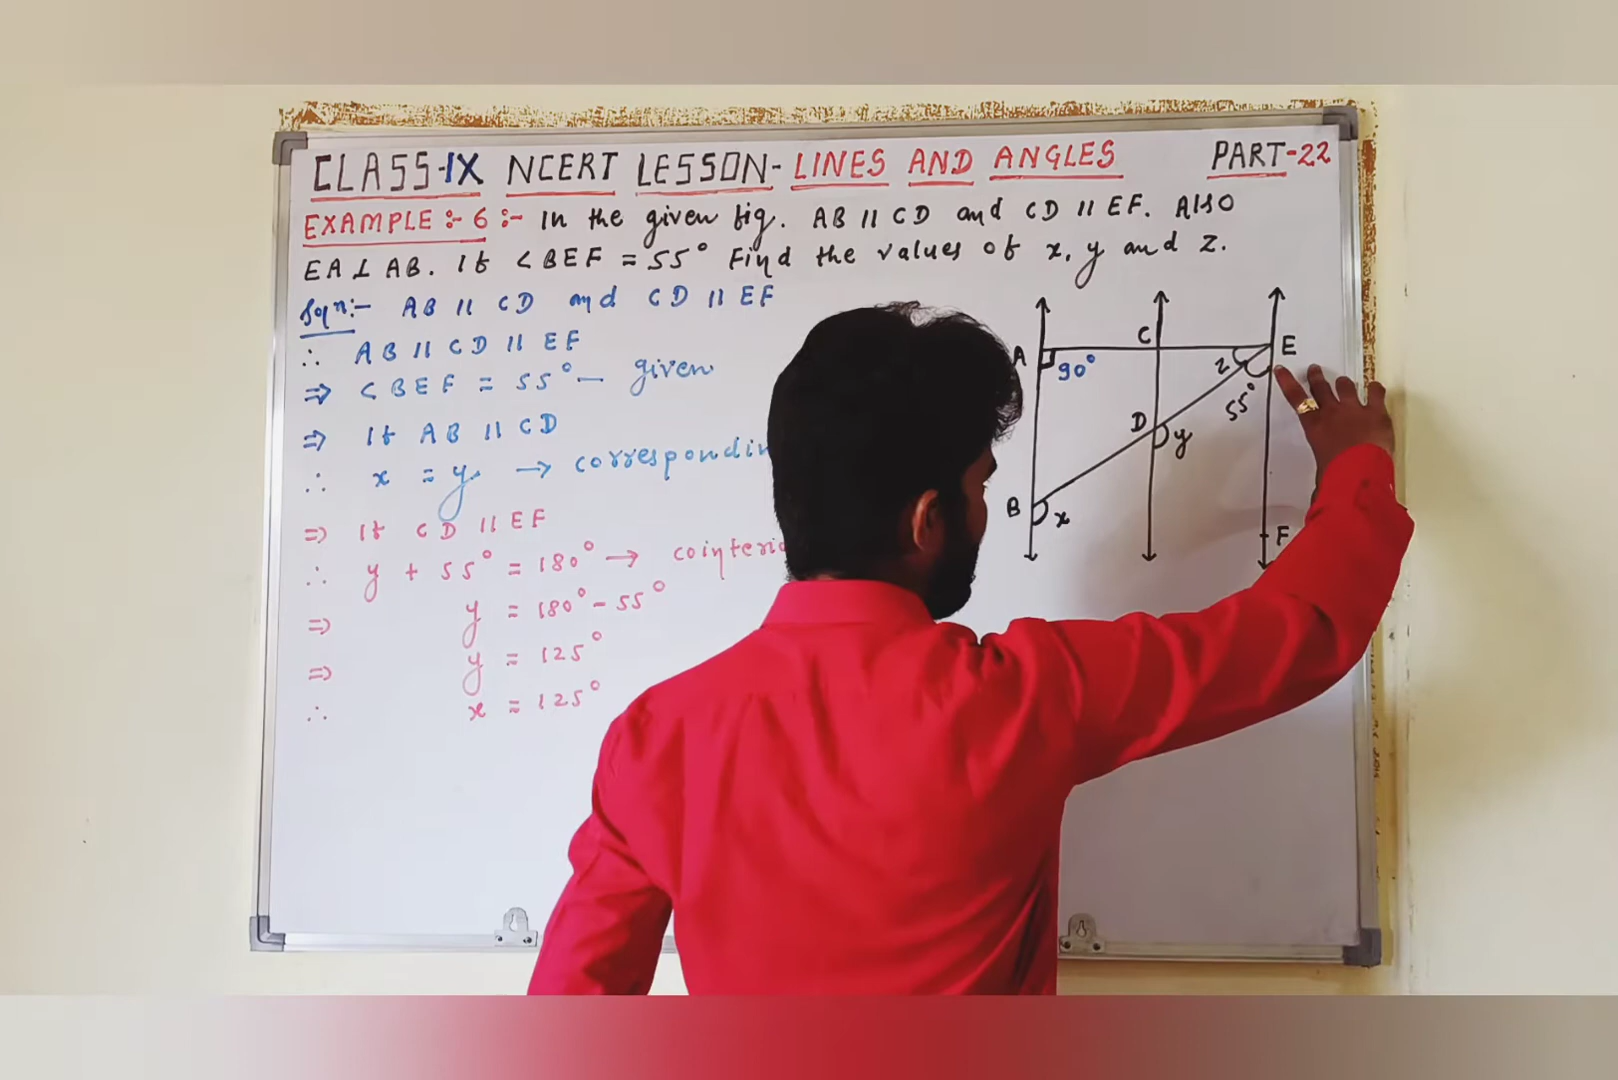 CLASS-IX NCERT LESSON- LINES AND ANGLES PART-22
EXAMPLE:- 6 :- In the given fig. AB || CD and CD || EF. Also
EA ⊥ AB. If <BEF = 55° Find the values of x, y and z.
Soln:- AB || CD and CD || EF
∴ AB || CD || EF
⇒ <BEF = 55° — given
⇒ If AB || CD
∴ x = y. →
⇒ If CD || EF
∴ y + 55° = 180° →
⇒ y = 180° - 55°
⇒ y = 125°
∴ x = 125°
A 90° C E
z 55°
D y
B x
F